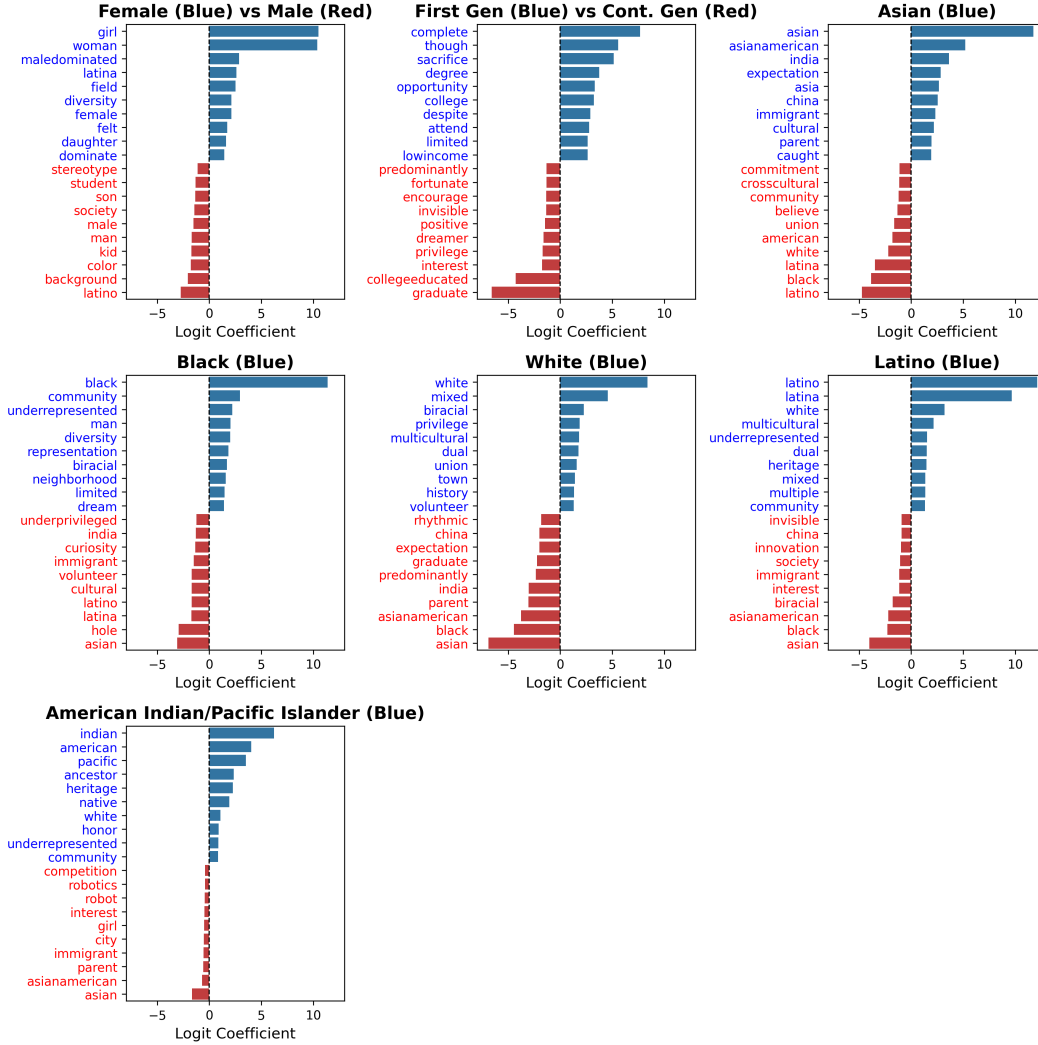 Female (Blue) vs Male (Red)
girl
woman
maledominated
latina
field
diversity
female
felt
daughter
dominate
stereotype
student
son
society
male
man
kid
color
background
latino
−5 0 5 10
Logit Coefficient
First Gen (Blue) vs Cont. Gen (Red)
complete
though
sacrifice
degree
opportunity
college
despite
attend
limited
lowincome
predominantly
fortunate
encourage
invisible
positive
dreamer
privilege
interest
collegeeducated
graduate
−5 0 5 10
Logit Coefficient
Asian (Blue)
asian
asianamerican
india
expectation
asia
china
immigrant
cultural
parent
caught
commitment
crosscultural
community
believe
union
american
white
latina
black
latino
−5 0 5 10
Logit Coefficient
Black (Blue)
black
community
underrepresented
man
diversity
representation
biracial
neighborhood
limited
dream
underprivileged
india
curiosity
immigrant
volunteer
cultural
latino
latina
hole
asian
−5 0 5 10
Logit Coefficient
White (Blue)
white
mixed
biracial
privilege
multicultural
dual
union
town
history
volunteer
rhythmic
china
expectation
graduate
predominantly
india
parent
asianamerican
black
asian
−5 0 5 10
Logit Coefficient
Latino (Blue)
latino
latina
white
multicultural
underrepresented
dual
heritage
mixed
multiple
community
invisible
china
innovation
society
immigrant
interest
biracial
asianamerican
black
asian
−5 0 5 10
Logit Coefficient
American Indian/Pacific Islander (Blue)
indian
american
pacific
ancestor
heritage
native
white
honor
underrepresented
community
competition
robotics
robot
interest
girl
city
immigrant
parent
asianamerican
asian
−5 0 5 10
Logit Coefficient